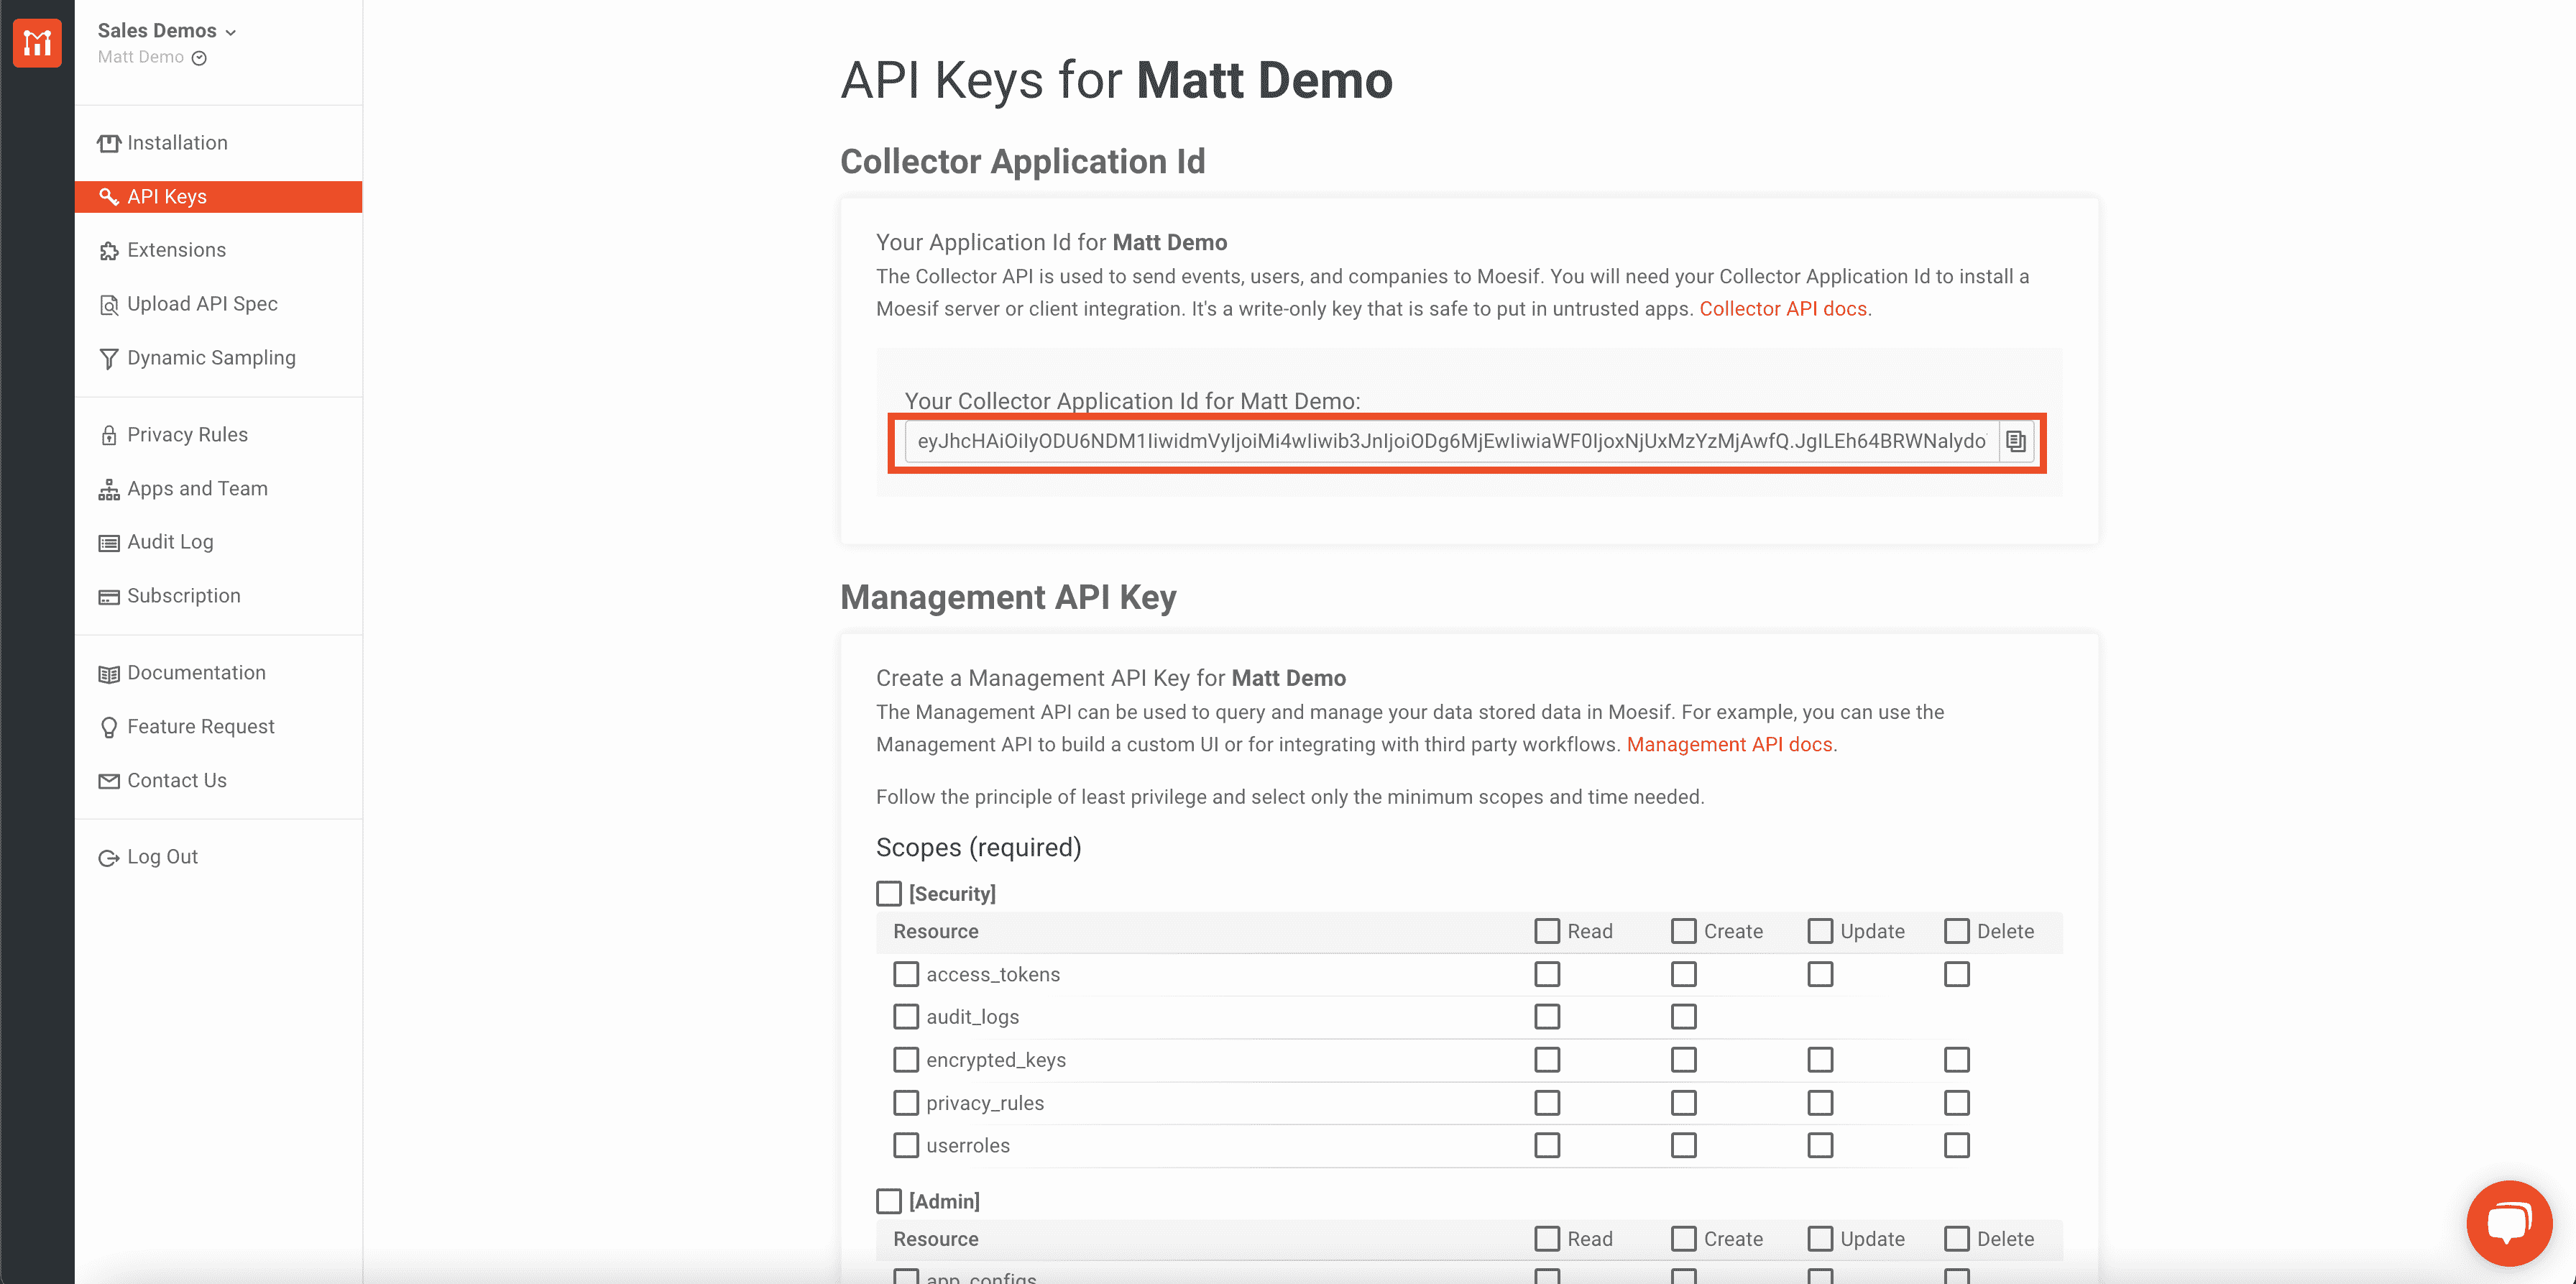 Sales Demos
Matt Demo
Installation
API Keys
Extensions
Upload API Spec
Dynamic Sampling
Privacy Rules
Apps and Team
Audit Log
Subscription
Documentation
Feature Request
Contact Us
Log Out
API Keys for Matt Demo
Collector Application Id
Your Application Id for Matt Demo
The Collector API is used to send events, users, and companies to Moesif. You will need your Collector Application Id to install a
Moesif server or client integration. It's a write-only key that is safe to put in untrusted apps. Collector API docs.
Your Collector Application Id for Matt Demo:
eyJhcHAiOiIyODU6NDM1IiwidmVyIjoiMi4wIiwib3JnIjoiODg6MjEwIiwiaWF0IjoxNjUxMzYzMjAwfQ.JgILEh64BRWNalydo
Management API Key
Create a Management API Key for Matt Demo
The Management API can be used to query and manage your data stored data in Moesif. For example, you can use the
Management API to build a custom UI or for integrating with third party workflows. Management API docs.
Follow the principle of least privilege and select only the minimum scopes and time needed.
Scopes (required)
[Security]
Resource Read Create Update Delete
access_tokens
audit_logs
encrypted_keys
privacy_rules
userroles
[Admin]
Resource Read Create Update Delete
app_configs